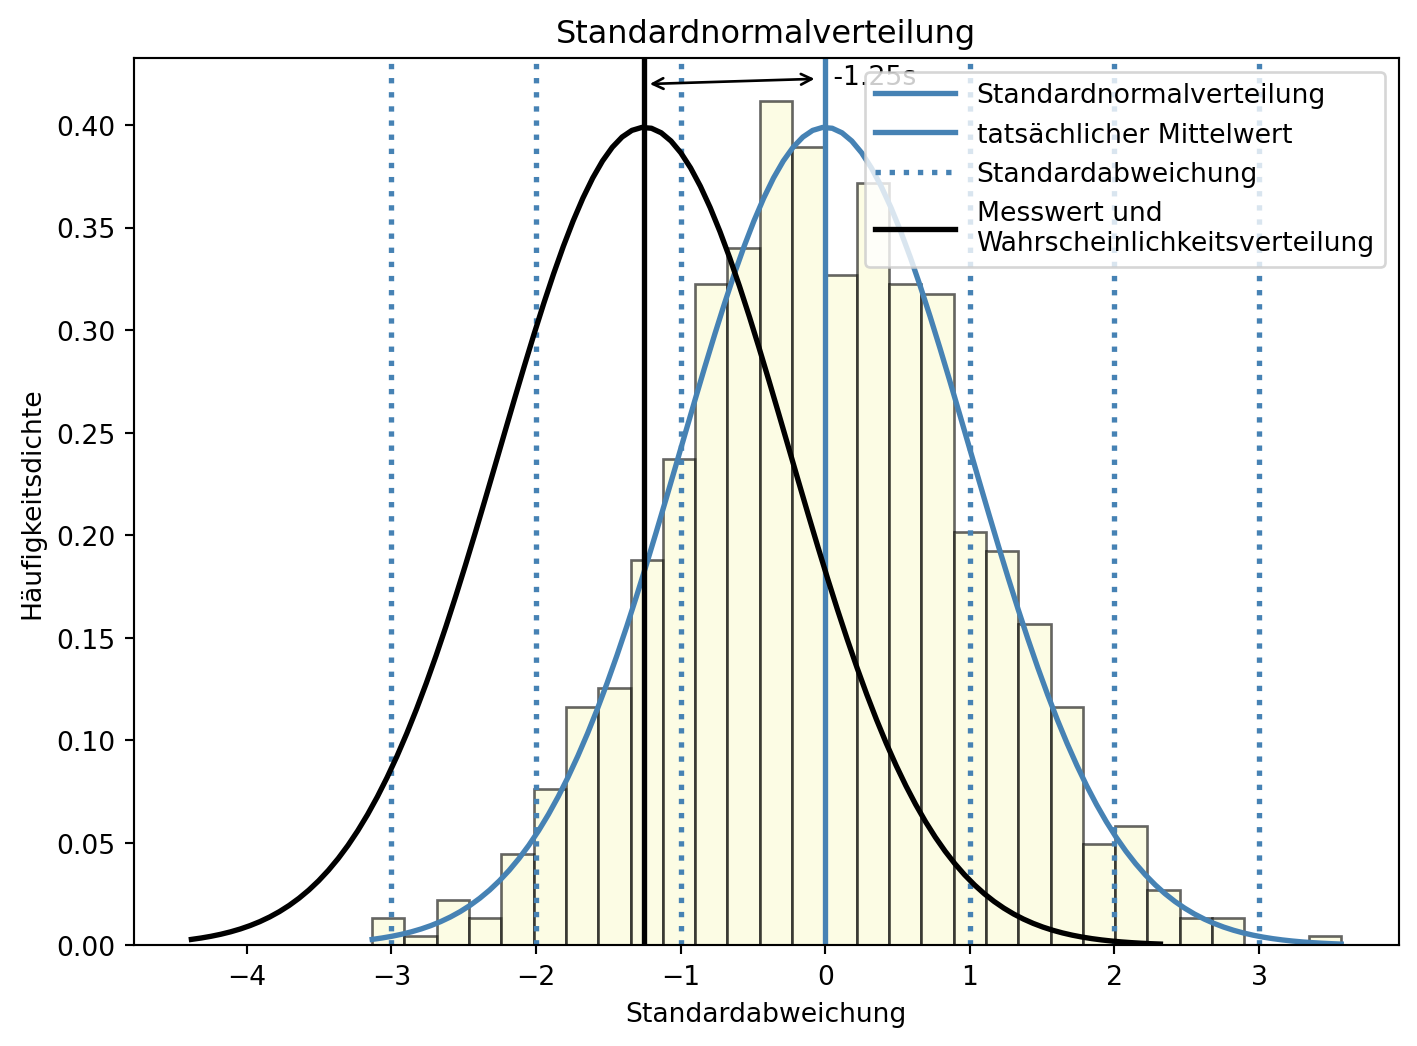 Standardnormalverteilung
-1.25s
Standardnormalverteilung
tatsächlicher Mittelwert
Standardabweichung
Messwert und
Wahrscheinlichkeitsverteilung
Häufigkeitsdichte
0.40
0.35
0.30
0.25
0.20
0.15
0.10
0.05
0.00
−4 −3 −2 −1 0 1 2 3
Standardabweichung